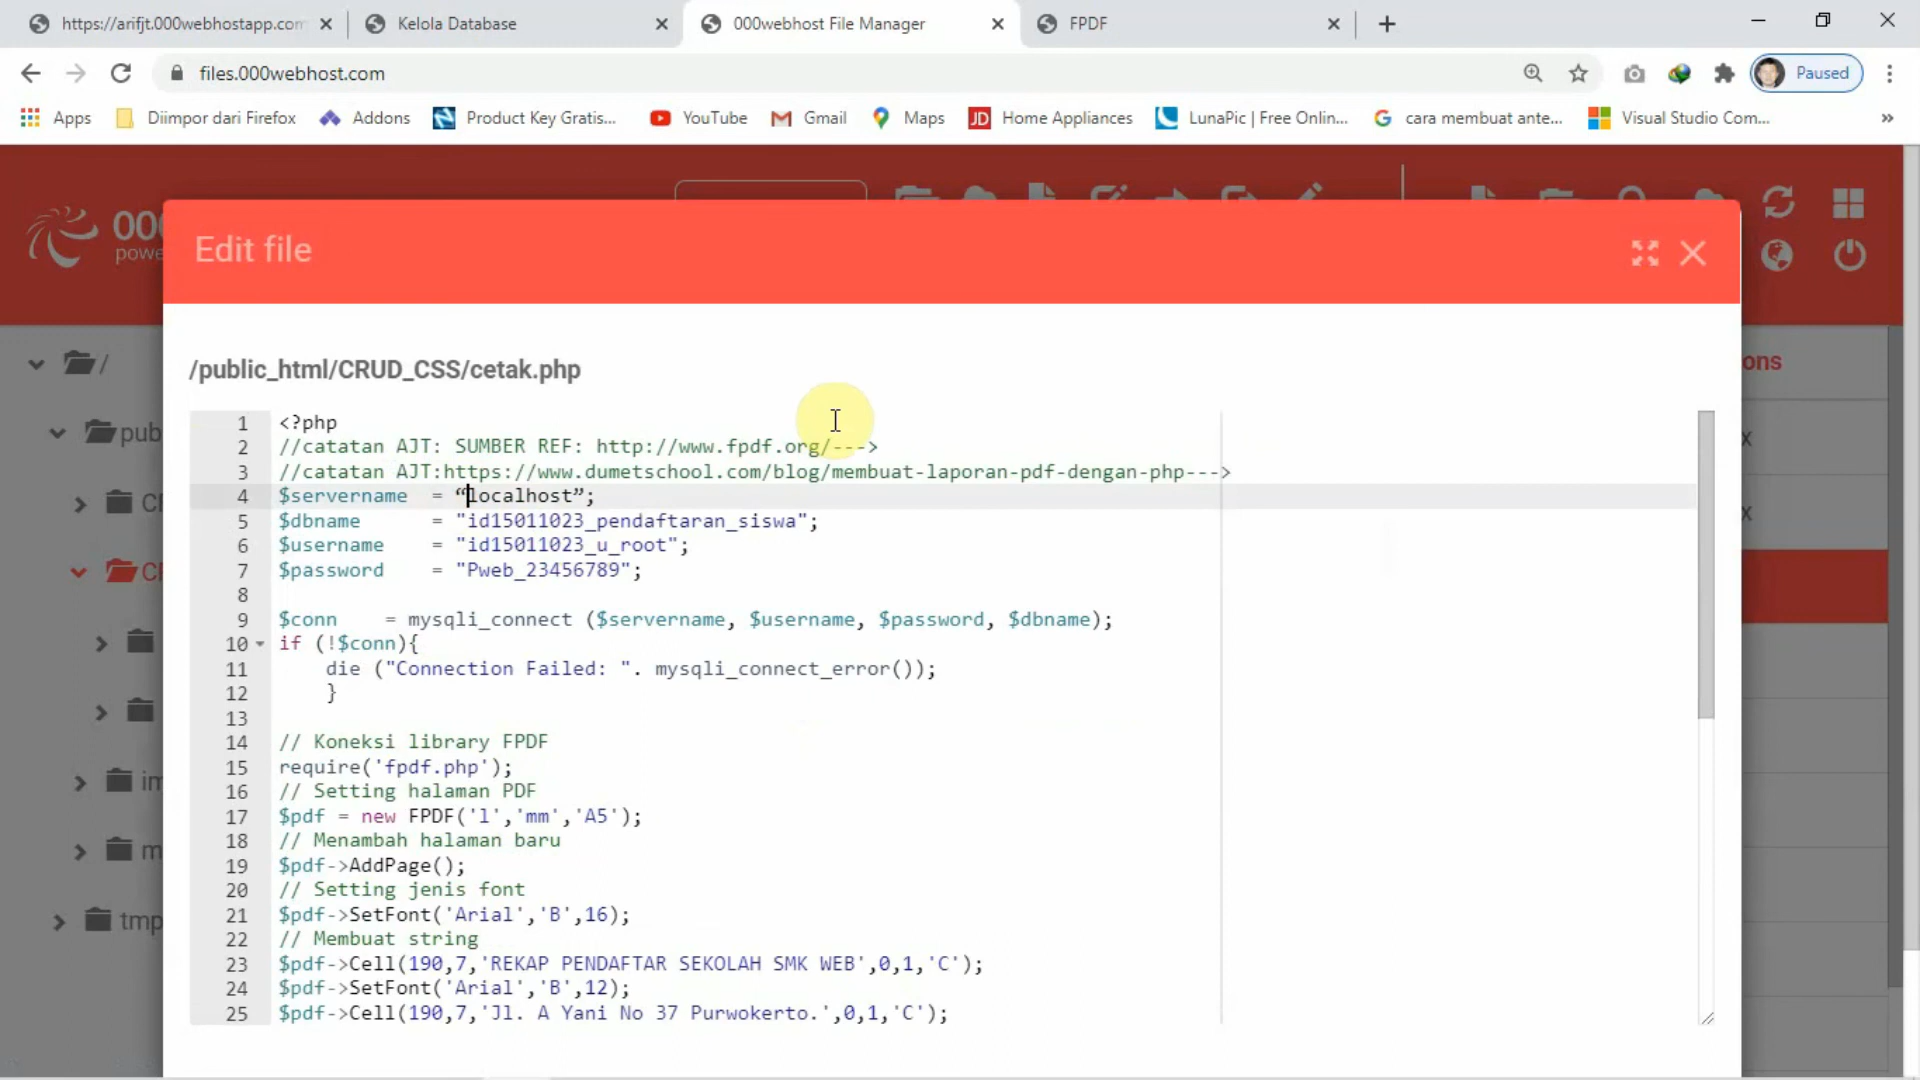 https://arifjt.000webhostapp.com
Kelola Database
000webhost File Manager
FPDF
files.000webhost.com
Paused
Apps
Diimpor dari Firefox
Addons
Product Key Gratis...
YouTube
Gmail
Maps
JD
Home Appliances
LunaPic | Free Onlin...
cara membuat ante...
Visual Studio Com...
»
000
powe
Edit file
/
pub
ons
/public_html/CRUD_CSS/cetak.php
1 <?php
2 //catatan AJT: SUMBER REF: http://www.fpdf.org/--->
3 //catatan AJT:https://www.dumetschool.com/blog/membuat-laporan-pdf-dengan-php--->
4 $servername  = “localhost”;
5 $dbname      = "id15011023_pendaftaran_siswa";
6 $username    = "id15011023_u_root";
7 $password    = "Pweb_23456789";
8
9 $conn    = mysqli_connect ($servername, $username, $password, $dbname);
10 if (!$conn){
11     die ("Connection Failed: ". mysqli_connect_error());
12     }
13
14 // Koneksi library FPDF
15 require('fpdf.php');
16 // Setting halaman PDF
17 $pdf = new FPDF('l','mm','A5');
18 // Menambah halaman baru
19 $pdf->AddPage();
20 // Setting jenis font
21 $pdf->SetFont('Arial','B',16);
22 // Membuat string
23 $pdf->Cell(190,7,'REKAP PENDAFTAR SEKOLAH SMK WEB',0,1,'C');
24 $pdf->SetFont('Arial','B',12);
25 $pdf->Cell(190,7,'Jl. A Yani No 37 Purwokerto.',0,1,'C');
tmp